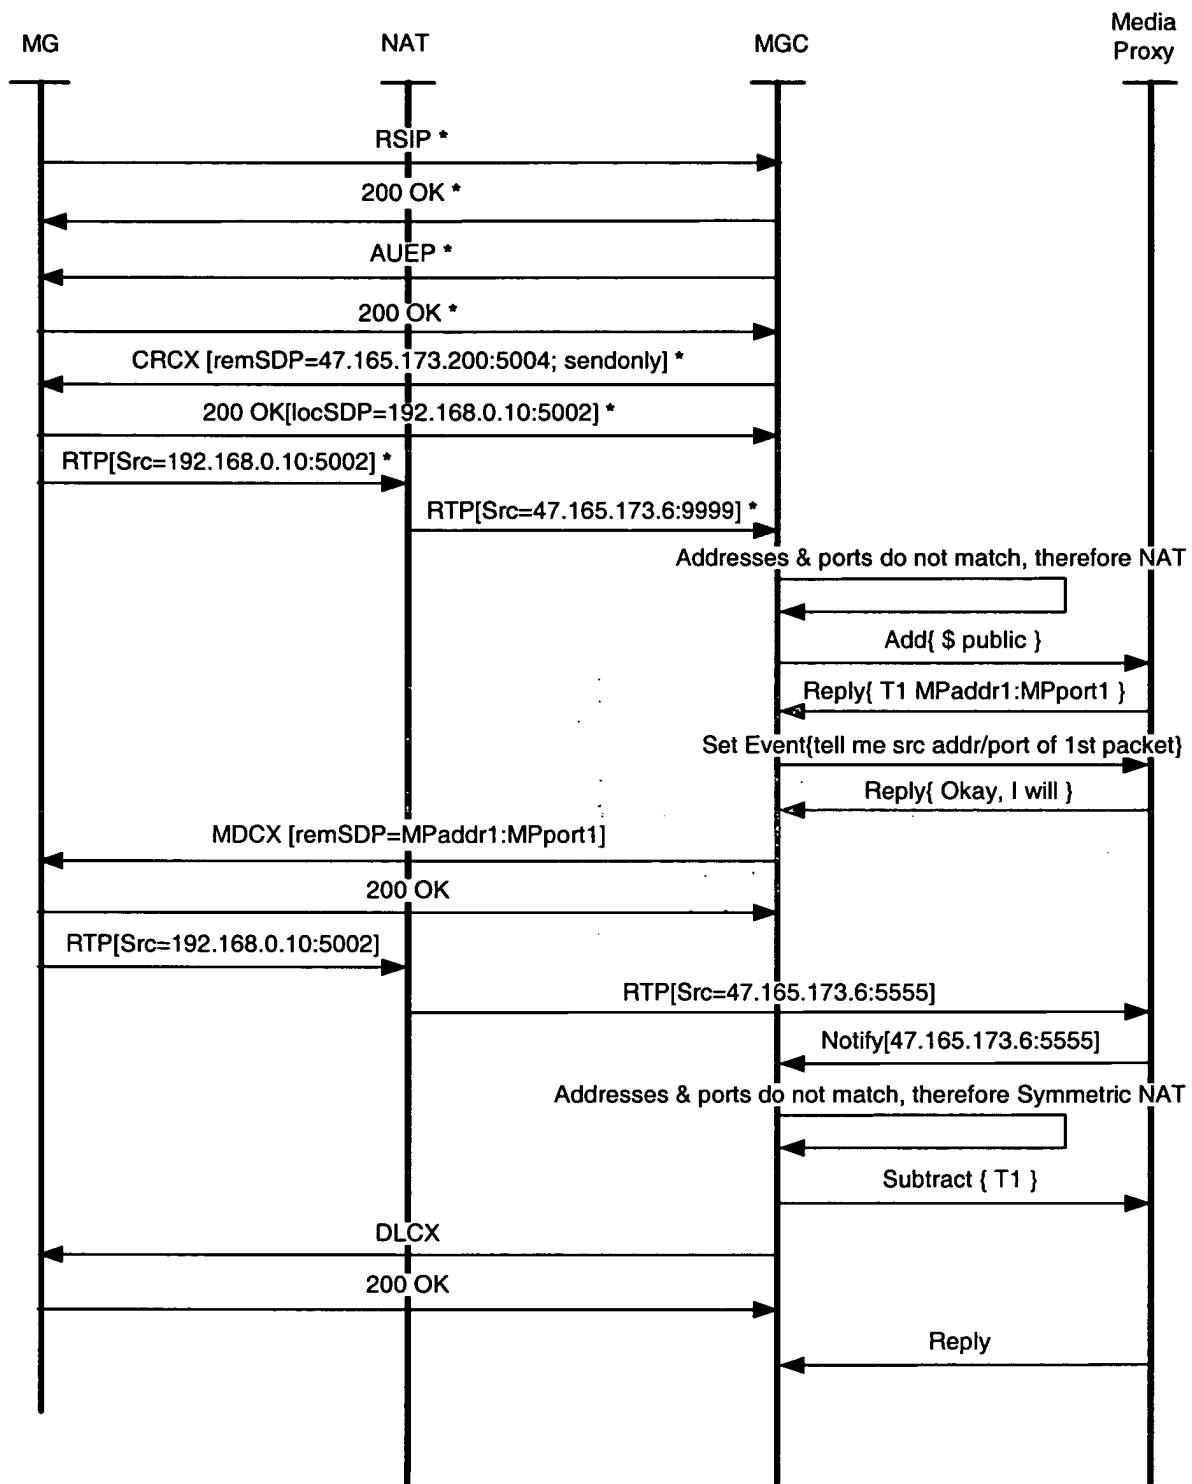 MG
NAT
MGC
Media
Proxy
RSIP *
200 OK *
AUEP *
200 OK *
CRCX [remSDP=47.165.173.200:5004; sendonly] *
200 OK[locSDP=192.168.0.10:5002] *
RTP[Src=192.168.0.10:5002] *
RTP[Src=47.165.173.6:9999] *
Addresses & ports do not match, therefore NAT
Add{ $ public }
Reply{ T1 MPaddr1:MPport1 }
Set Event{tell me src addr/port of 1st packet}
Reply{ Okay, I will }
MDCX [remSDP=MPaddr1:MPport1]
200 OK
RTP[Src=192.168.0.10:5002]
RTP[Src=47.165.173.6:5555]
Notify[47.165.173.6:5555]
Addresses & ports do not match, therefore Symmetric NAT
Subtract { T1 }
DLCX
200 OK
Reply